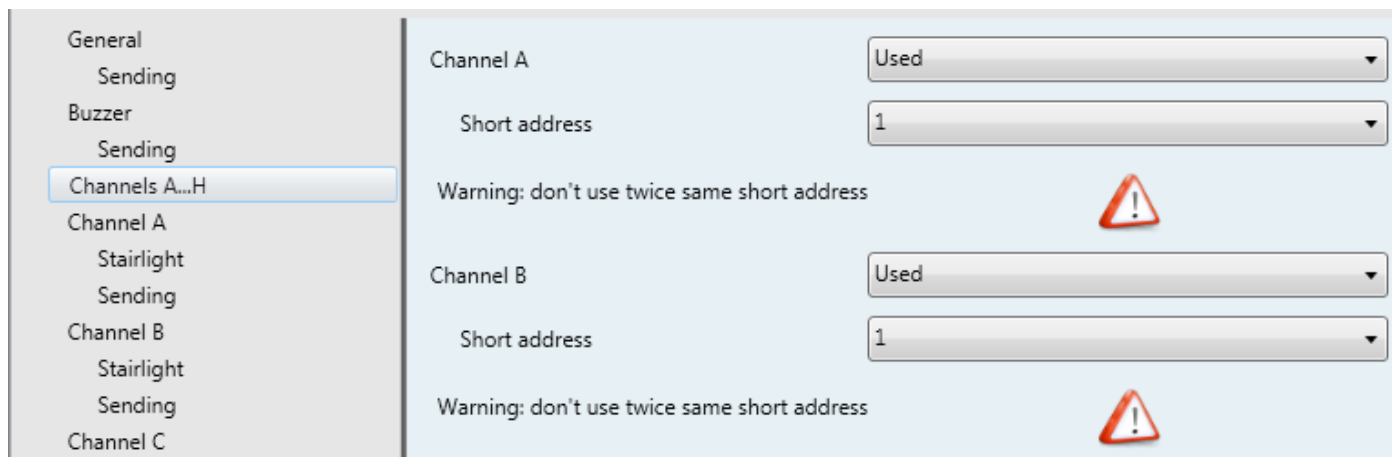 General
Sending
Buzzer
Sending
Channels A...H
Channel A
Stairlight
Sending
Channel B
Stairlight
Sending
Channel C
Channel A
Used
Short address
1
Warning: don't use twice same short address
Channel B
Used
Short address
1
Warning: don't use twice same short address